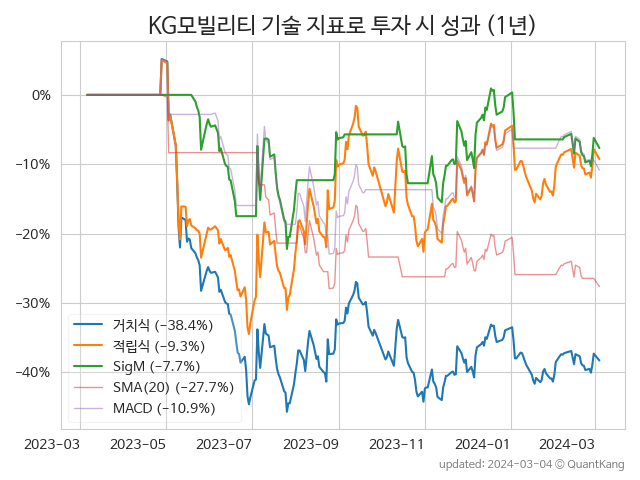 KG모빌리티 기술 지표로 투자 시 성과 (1년)
0%
−10%
−20%
−30%
−40%
거치식 (−38.4%)
적립식 (−9.3%)
SigM (−7.7%)
SMA(20) (−27.7%)
MACD (−10.9%)
2023−03 2023−05 2023−07 2023−09 2023−11 2024−01 2024−03
updated: 2024−03−04 ⓒ QuantKang